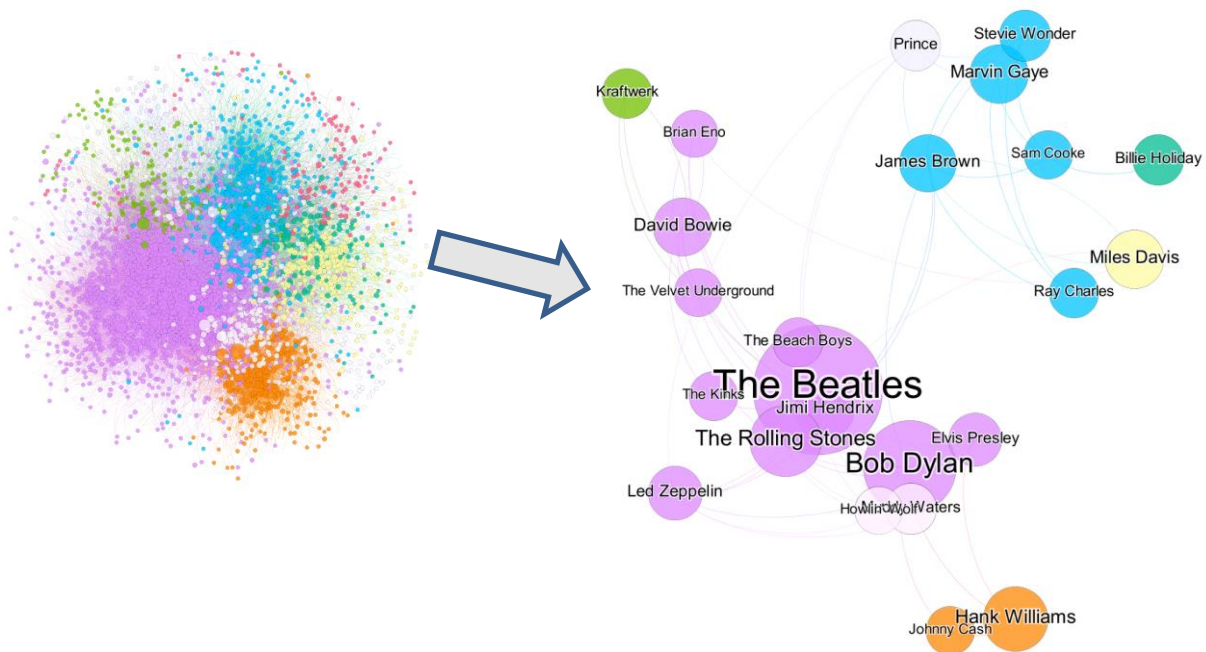 Stevie Wonder
Prince
Marvin Gaye
Kraftwerk
Brian Eno
James Brown
Sam Cooke
Billie Holiday
David Bowie
Miles Davis
The Velvet Underground
Ray Charles
The Beach Boys
The Beatles
The Kinks
Jimi Hendrix
The Rolling Stones
Elvis Presley
Bob Dylan
Led Zeppelin
Howlin' Wolf
Muddy Waters
Hank Williams
Johnny Cash